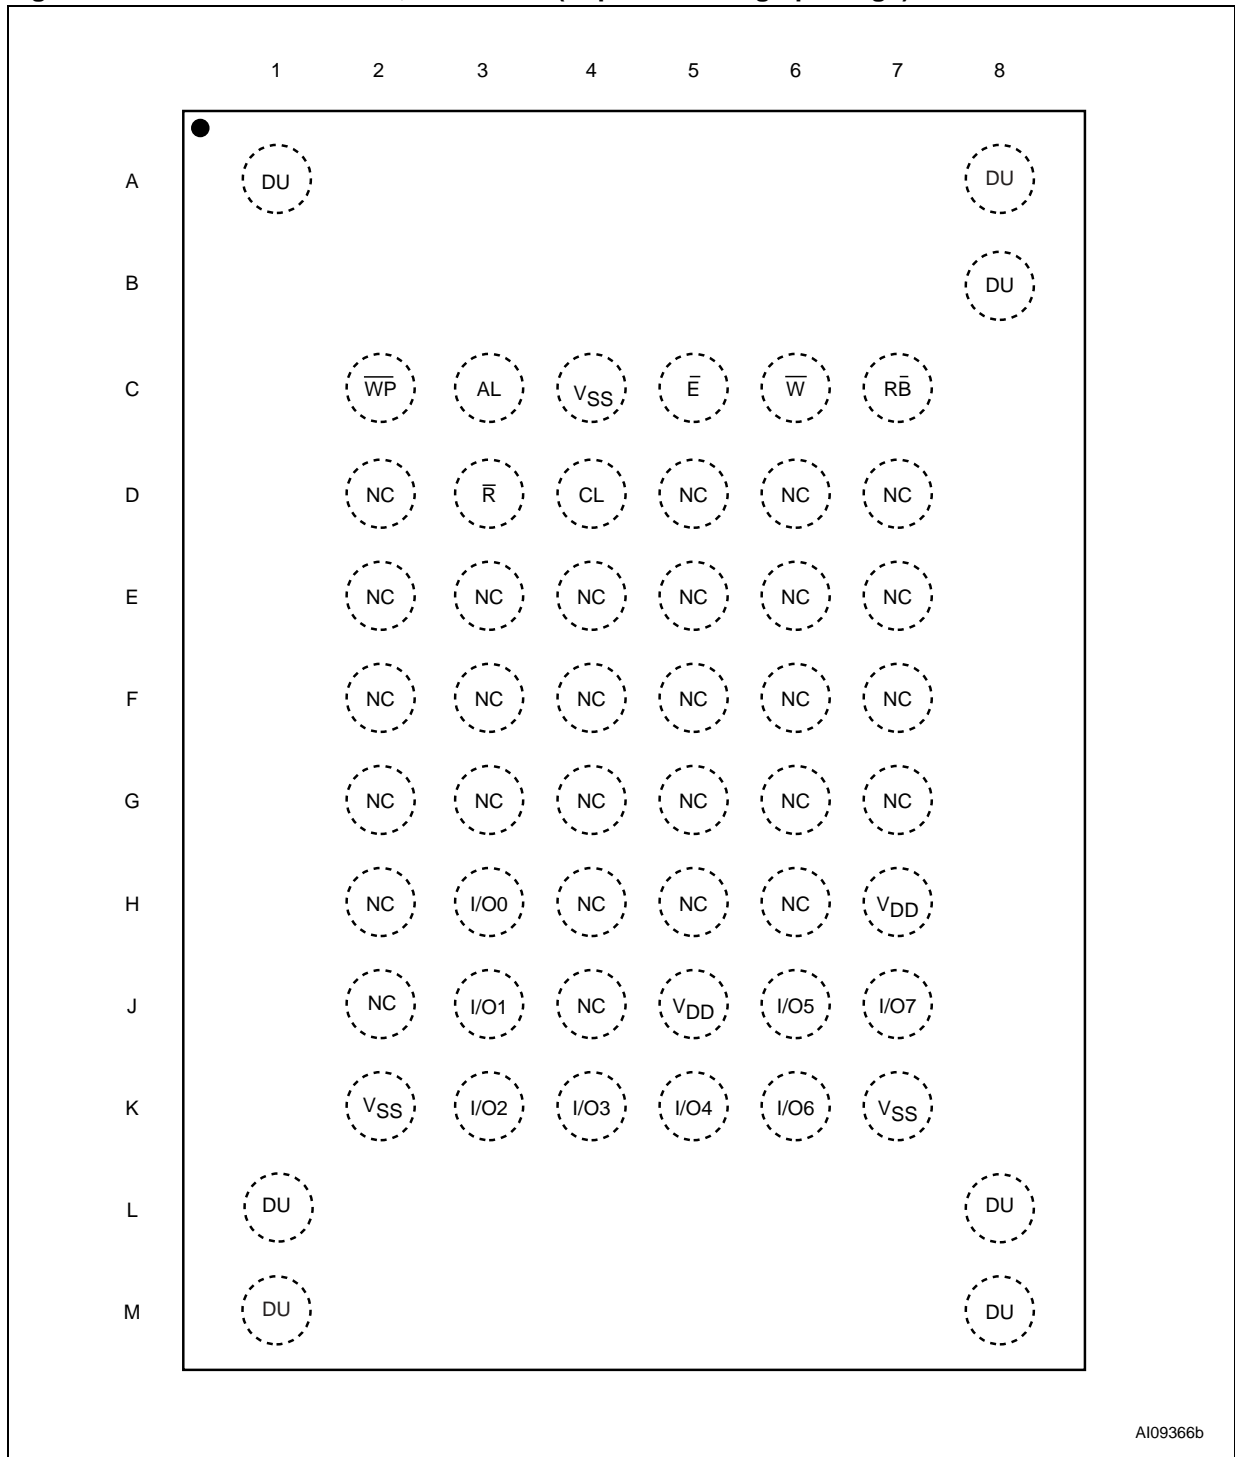 1 2 3 4 5 6 7 8
A DU DU
B DU
C W̅P̅ AL VSS E̅ W̅ RB̅
D NC R̅ CL NC NC NC
E NC NC NC NC NC NC
F NC NC NC NC NC NC
G NC NC NC NC NC NC
H NC I/O0 NC NC NC VDD
J NC I/O1 NC VDD I/O5 I/O7
K VSS I/O2 I/O3 I/O4 I/O6 VSS
L DU DU
M DU DU
AI09366b